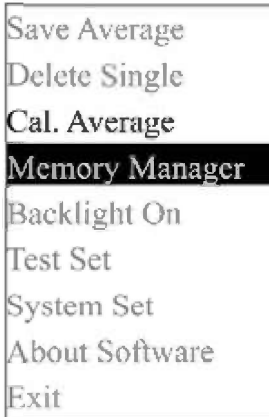 Save Average
Delete Single
Cal. Average
Memory Manager
Backlight On
Test Set
System Set
About Software
Exit